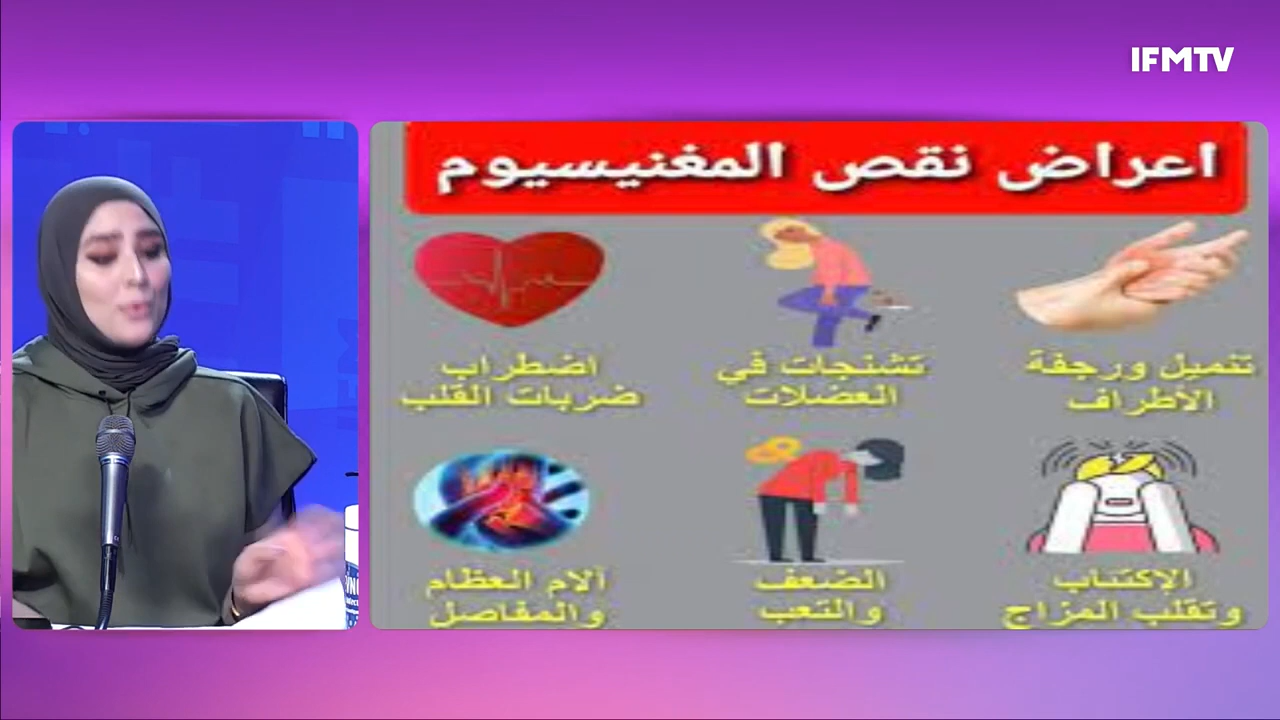 IFMTV
اعراض نقص المغنيسيوم
تنميل ورجفة
الأطراف
تشنجات في
العضلات
اضطراب
ضربات القلب
الإكتئاب
وتقلب المزاج
الضعف
والتعب
آلام العظام
والمفاصل